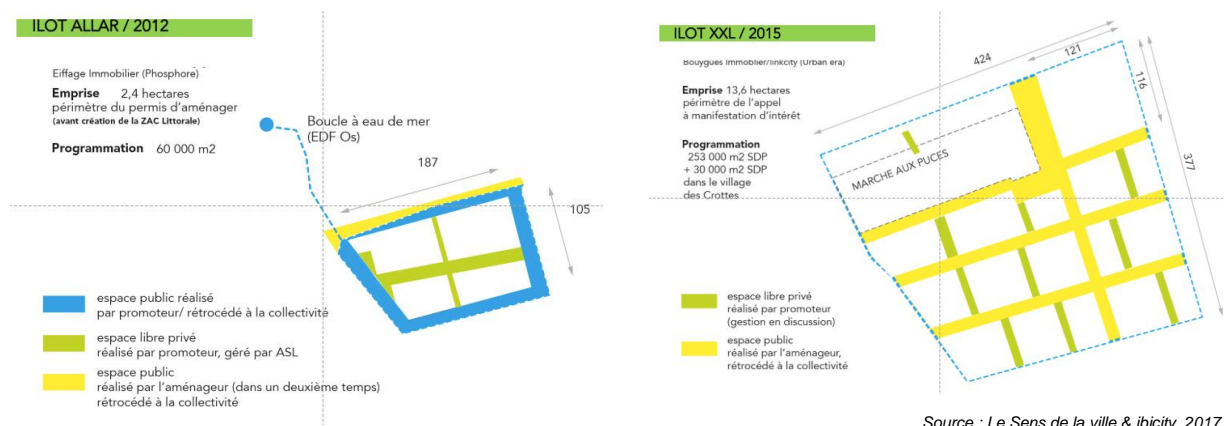 ILOT ALLAR / 2012
Eiffage Immobilier (Phosphore)
Emprise 2,4 hectares
périmètre du permis d'aménager
(avant création de la ZAC Littorale)
Programmation 60 000 m2
Boucle à eau de mer
(EDF Os)
187
105
espace public réalisé
par promoteur/ rétrocédé à la collectivité
espace libre privé
réalisé par promoteur, géré par ASL
espace public
réalisé par l'aménageur (dans un deuxième temps)
rétrocédé à la collectivité
ILOT XXL / 2015
Bouygues Immobilier/linkcity (Urban era)
Emprise 13,6 hectares
périmètre de l'appel
à manifestation d'intérêt
Programmation
253 000 m2 SDP
+ 30 000 m2 SDP
dans le village
des Crottes
424
121
116
377
MARCHE AUX PUCES
espace libre privé
réalisé par promoteur
(gestion en discussion)
espace public
réalisé par l'aménageur,
rétrocédé à la collectivité
Source : Le Sens de la ville & ibicity, 2017